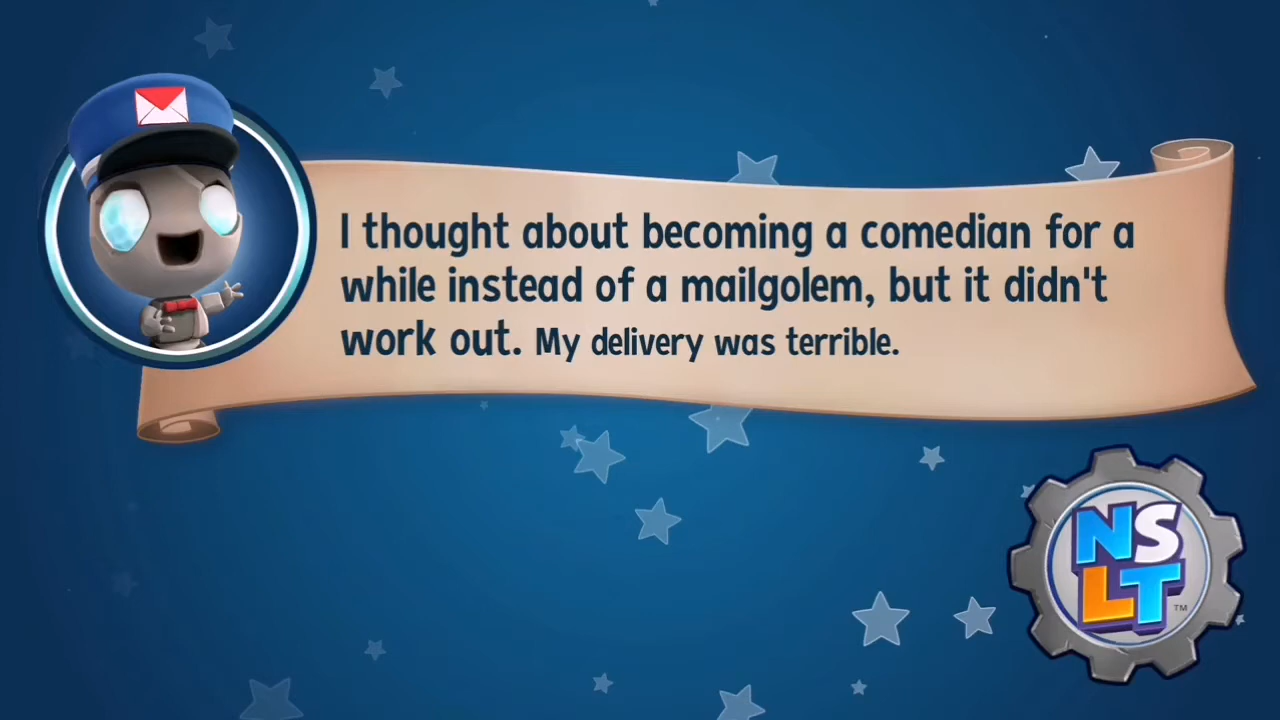 I thought about becoming a comedian for a
while instead of a mailgolem, but it didn't
work out. My delivery was terrible.
NS
LT
TM